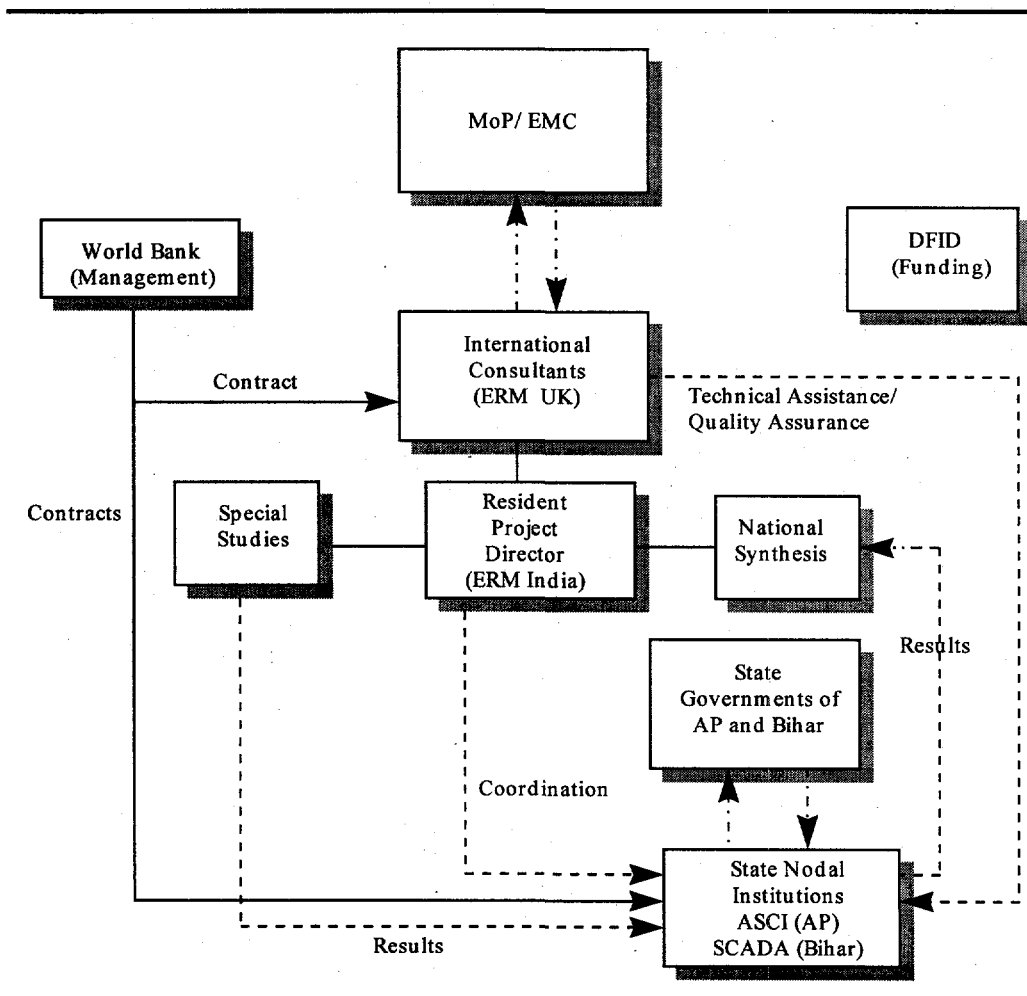 MoP/ EMC
World Bank
(Management)
DFID
(Funding)
International
Consultants
(ERM UK)
Contract
Technical Assistance/
Quality Assurance
Contracts
Special
Studies
Resident
Project
Director
(ERM India)
National
Synthesis
Results
State
Governments of
AP and Bihar
Coordination
State Nodal
Institutions
ASCI (AP)
SCADA (Bihar)
Results